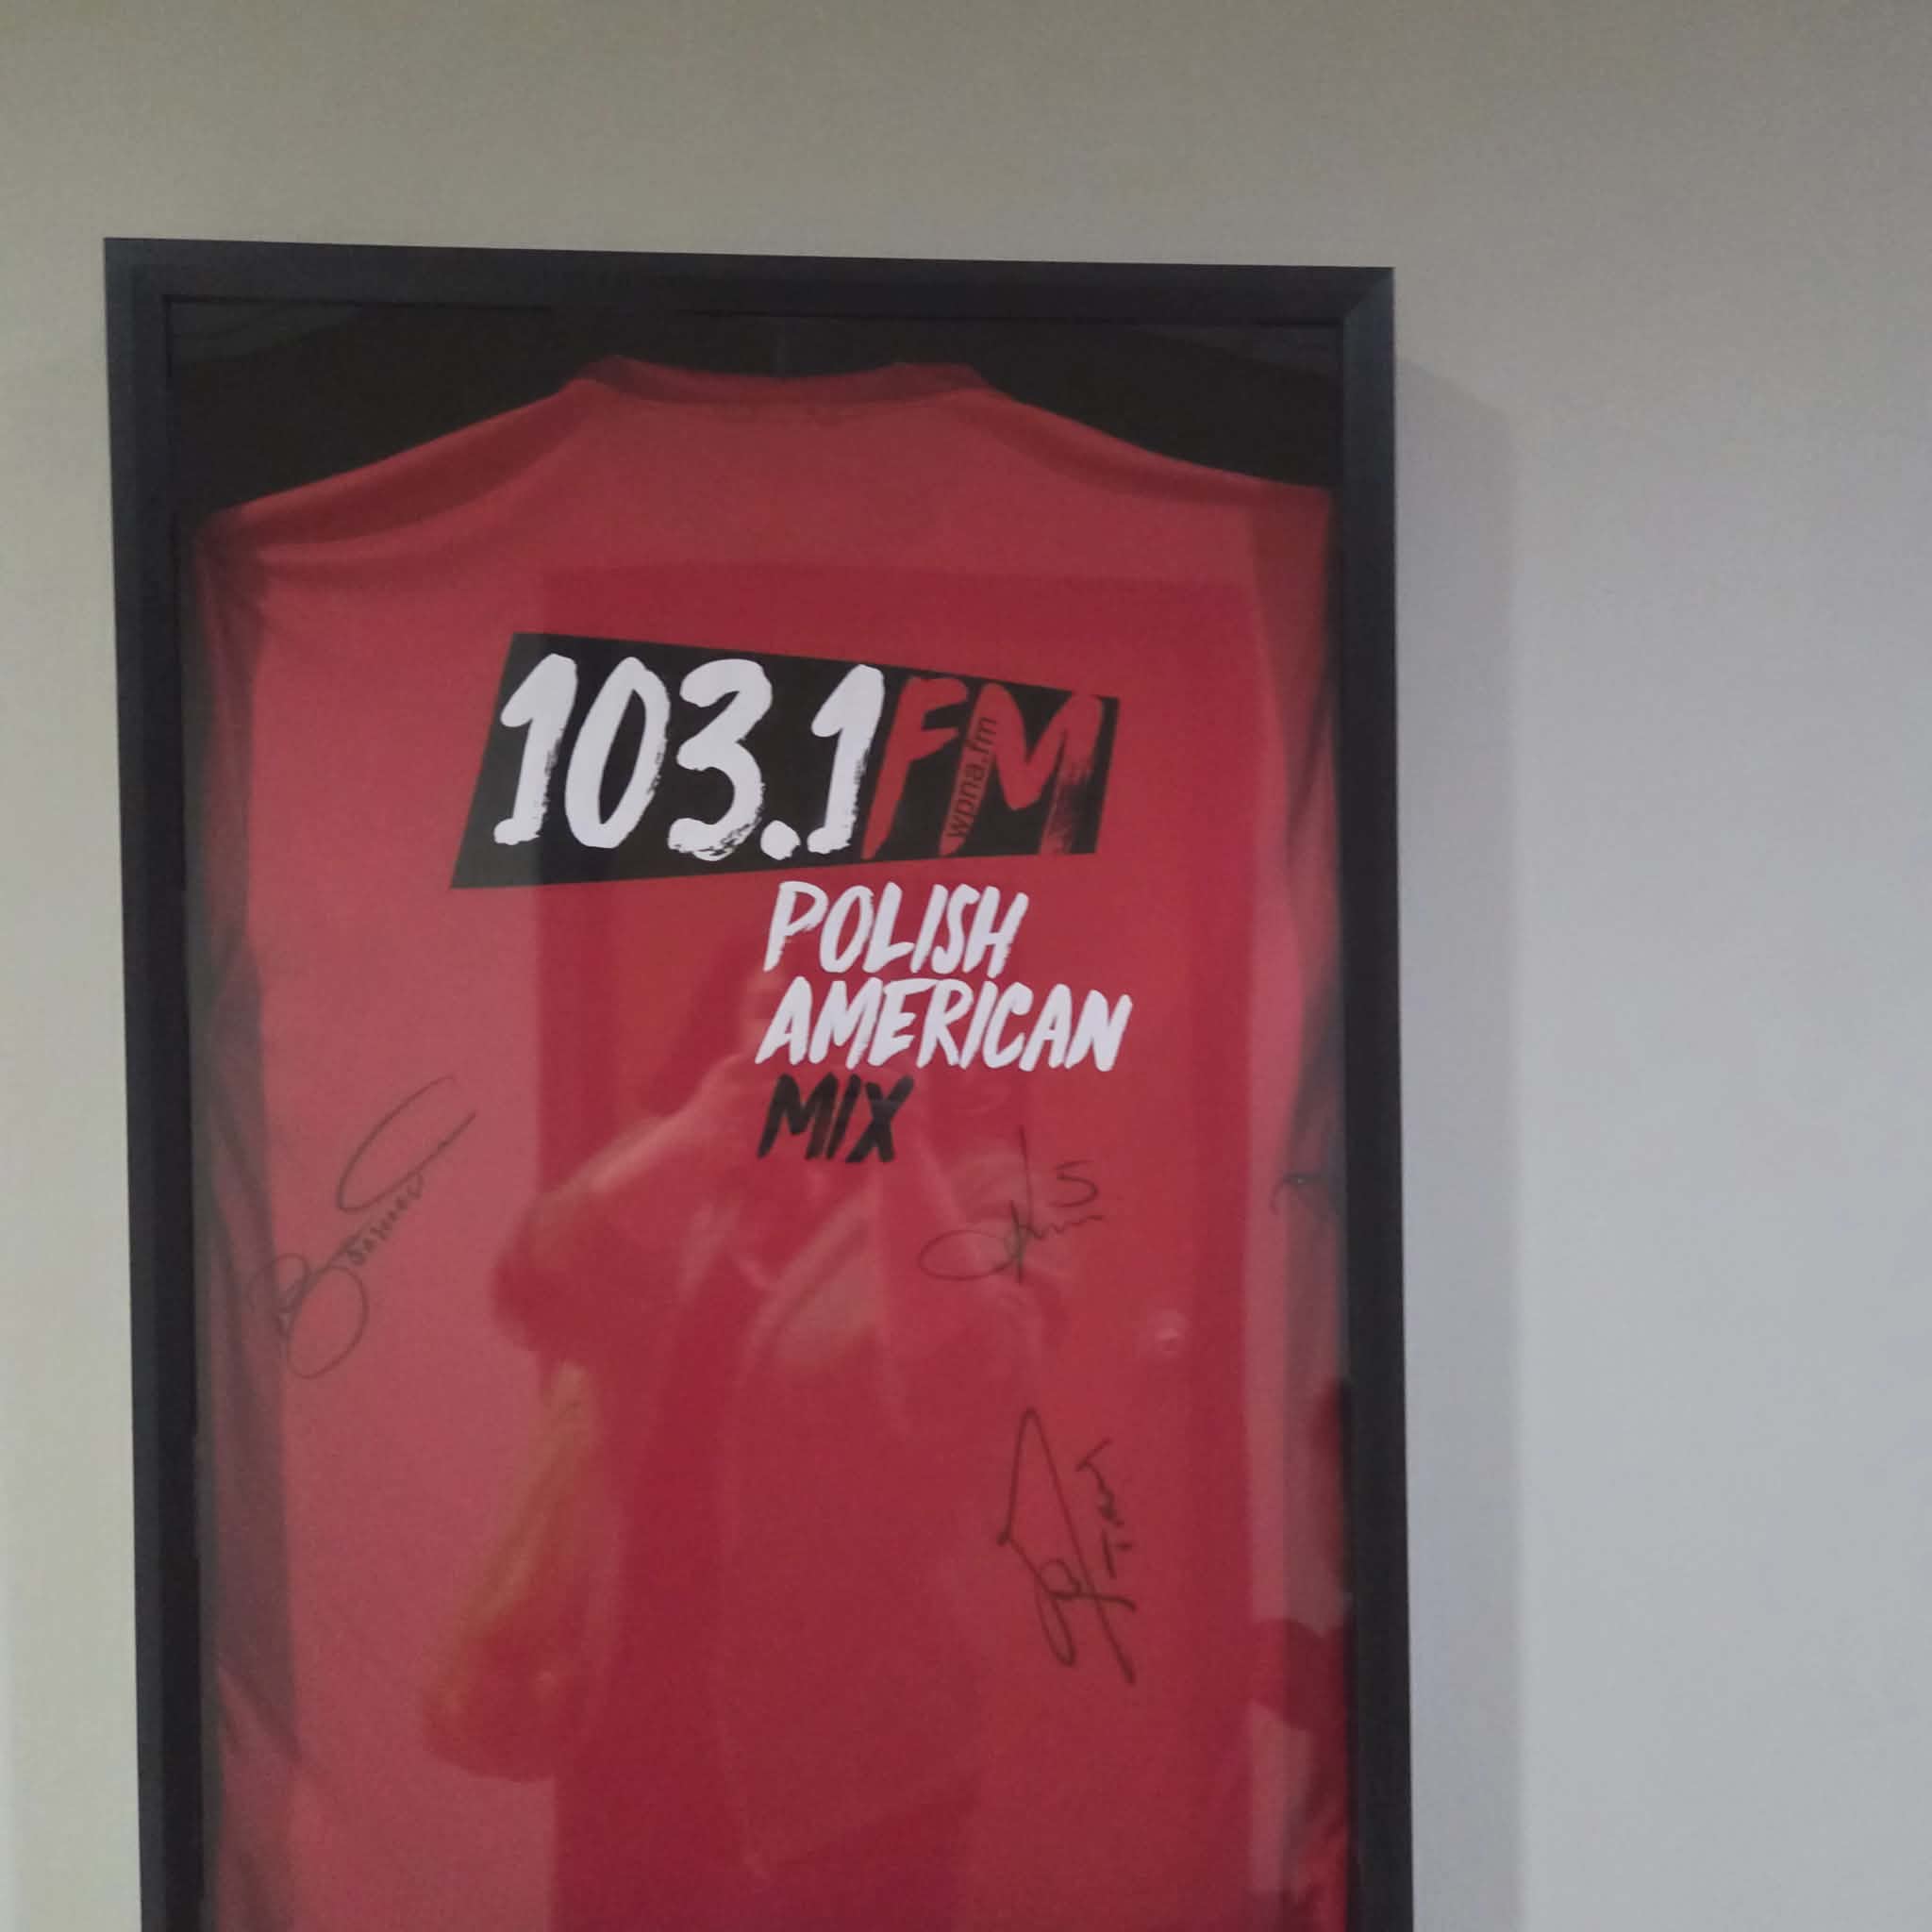 103.1FM
wpna.fm
POLISH
AMERICAN
MIX